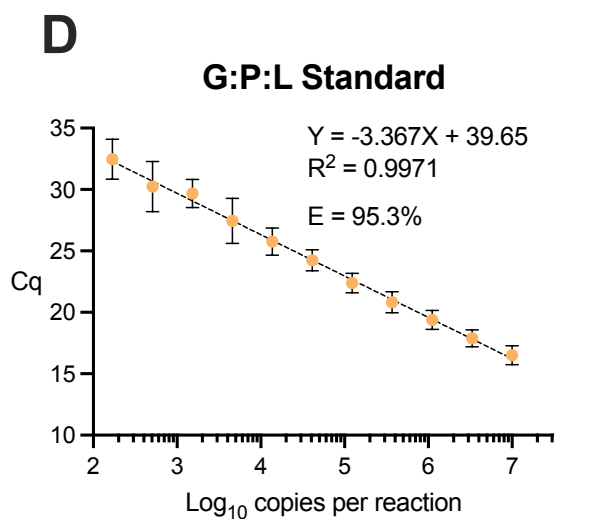 D
G:P:L Standard
Y = -3.367X + 39.65
R² = 0.9971
E = 95.3%
35
30
25
20
15
10
Cq
2 3 4 5 6 7
Log₁₀ copies per reaction